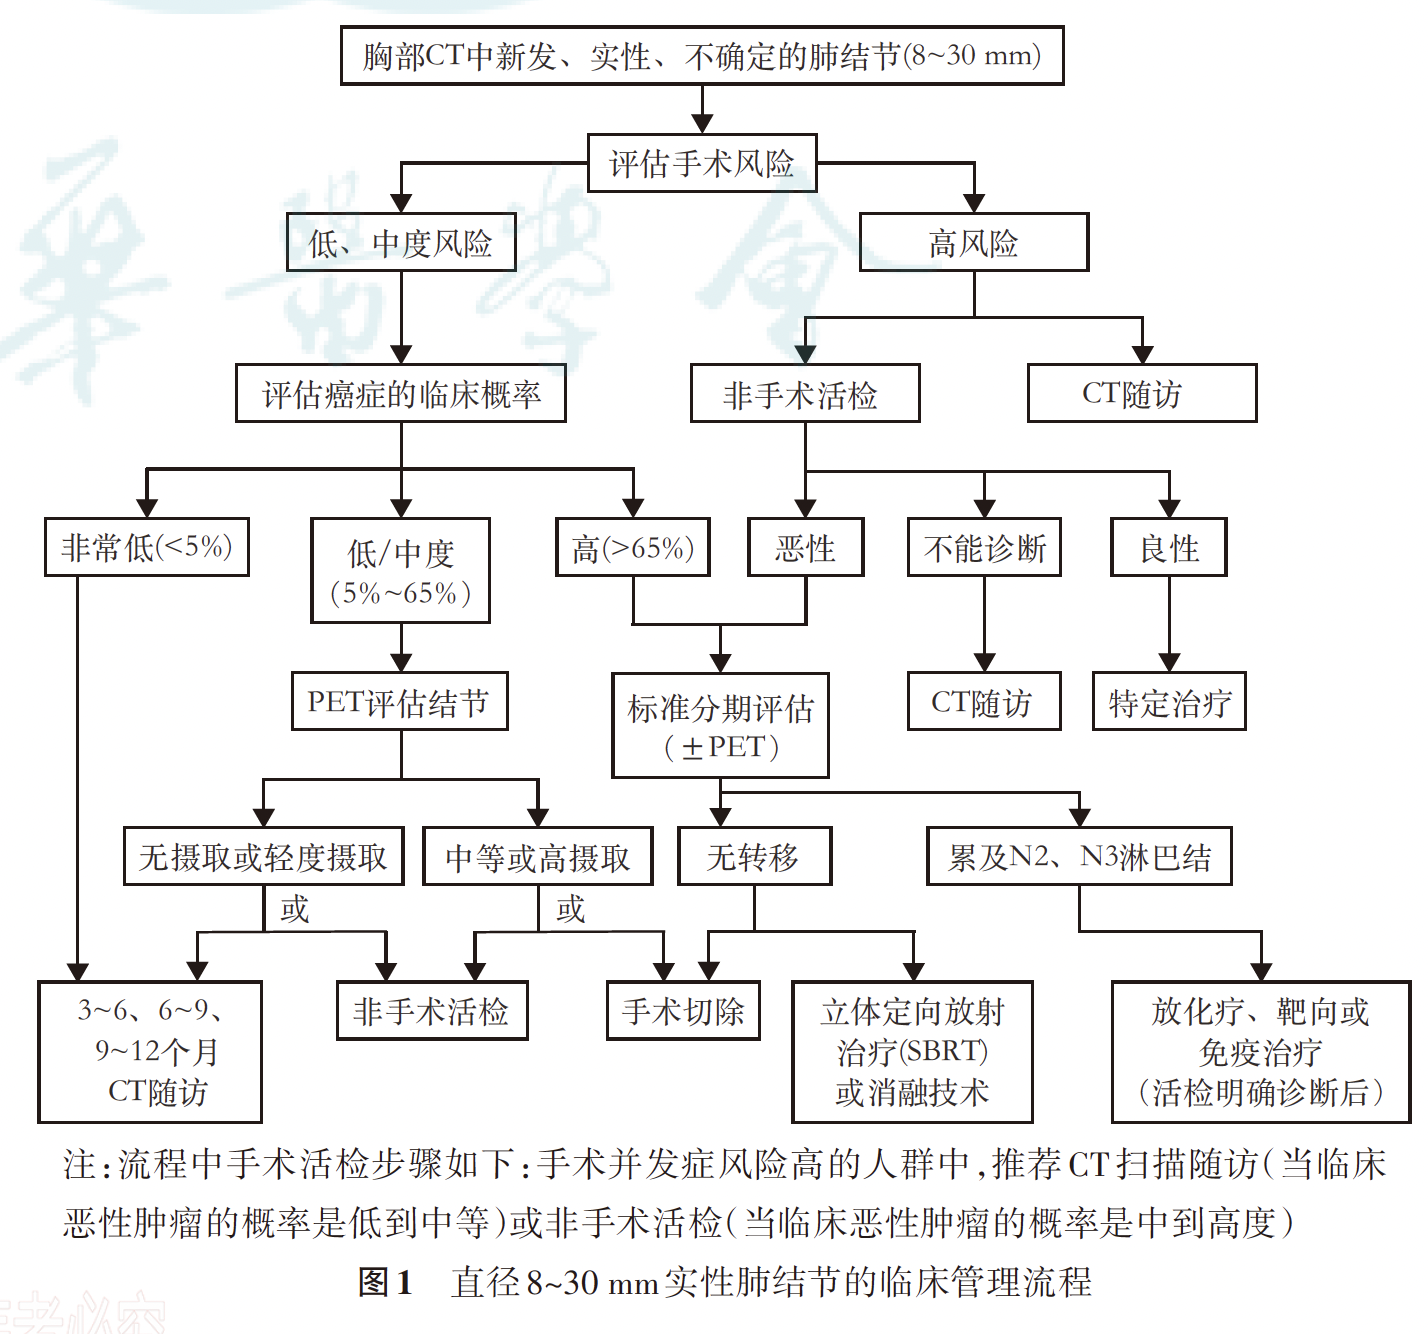 胸部CT中新发、实性、不确定的肺结节(8~30 mm)
评估手术风险
低、中度风险
高风险
评估癌症的临床概率
非手术活检
CT随访
非常低(<5%)
低/中度
(5%~65%)
高(>65%)
恶性
不能诊断
良性
PET评估结节
标准分期评估
(±PET)
CT随访
特定治疗
无摄取或轻度摄取
中等或高摄取
无转移
累及N2、N3淋巴结
或
或
3~6、6~9、
9~12个月
CT随访
非手术活检
手术切除
立体定向放射
治疗(SBRT)
或消融技术
放化疗、靶向或
免疫治疗
(活检明确诊断后)
注:流程中手术活检步骤如下:手术并发症风险高的人群中,推荐CT扫描随访(当临床
恶性肿瘤的概率是低到中等)或非手术活检(当临床恶性肿瘤的概率是中到高度)
图1 直径8~30 mm实性肺结节的临床管理流程
華醫學會